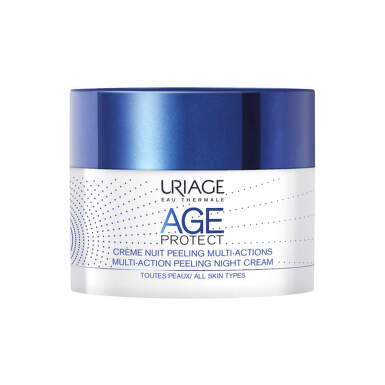 URIAGE
EAU THERMALE
AGE
PROTECT
CRÈME NUIT PEELING MULTI-ACTIONS
MULTI-ACTION PEELING NIGHT CREAM
TOUTES PEAUX/ ALL SKIN TYPES